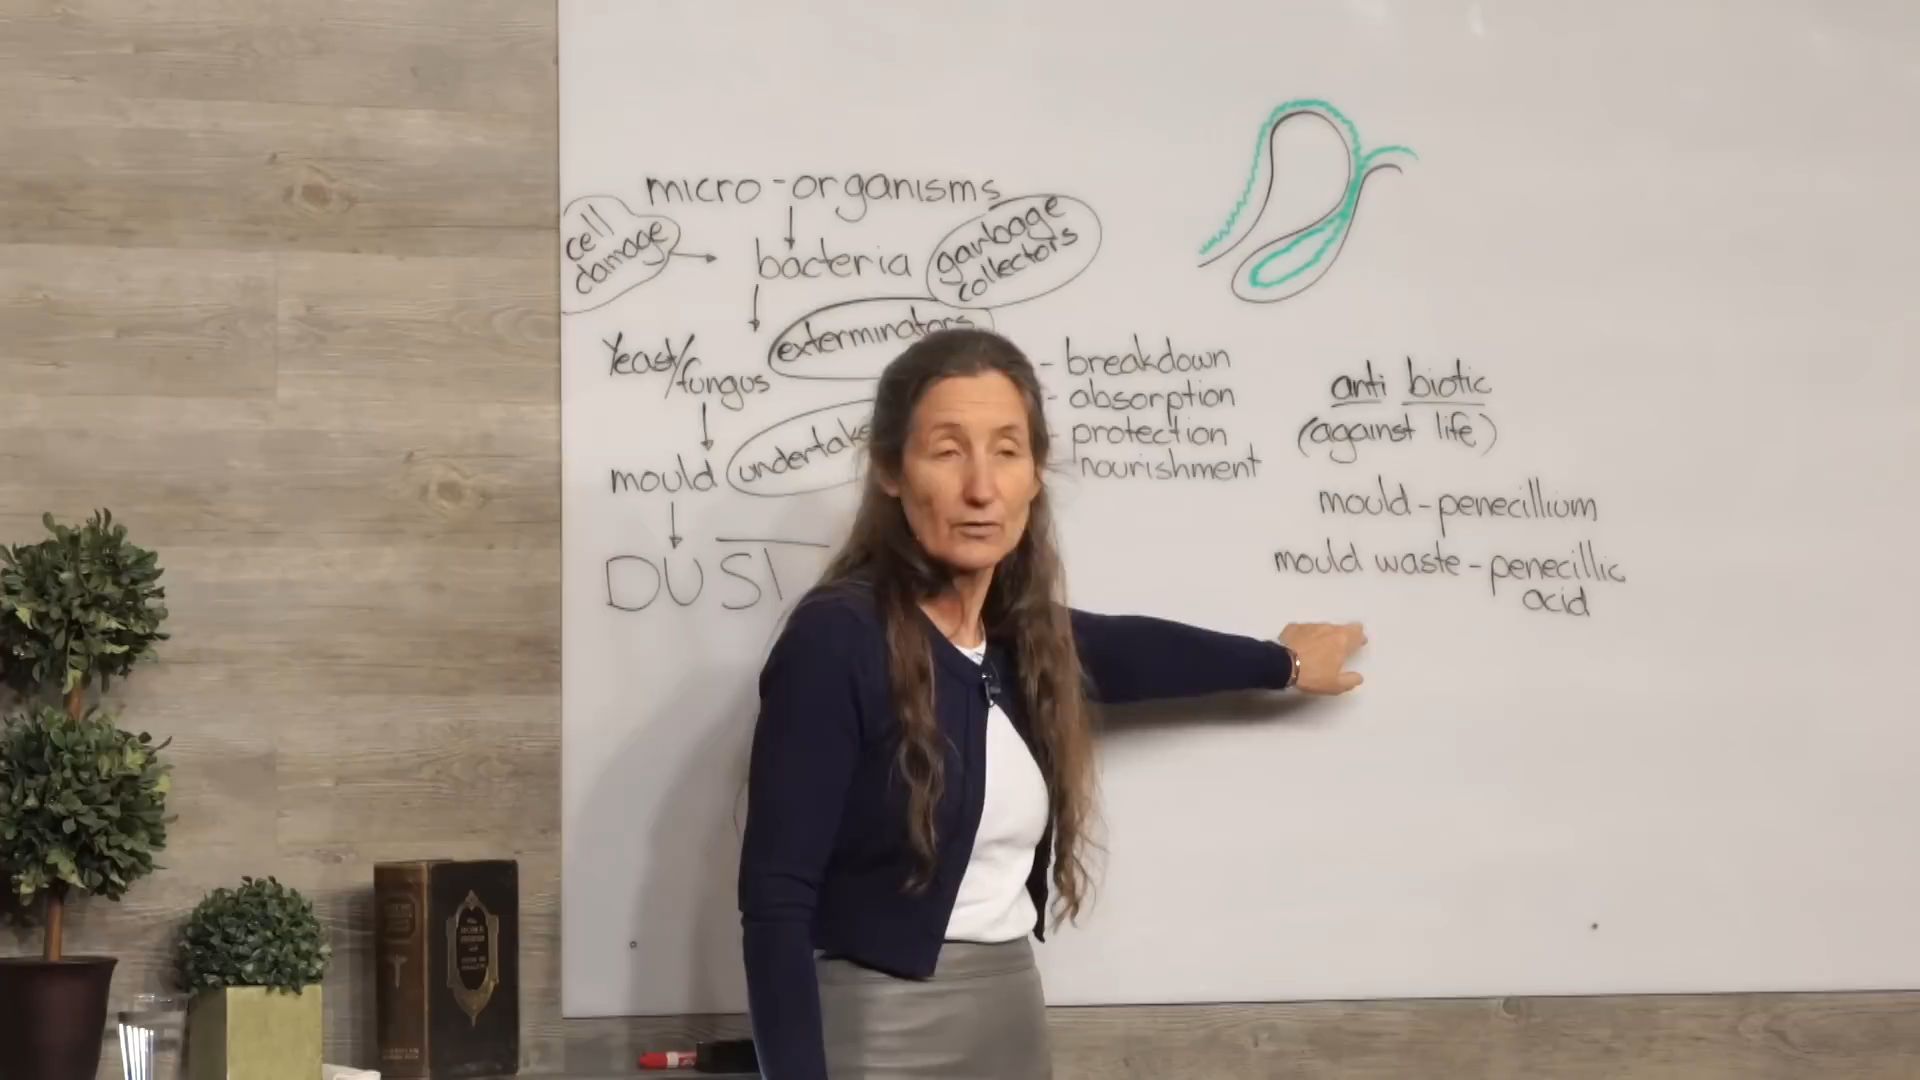 micro-organisms
cell
damage
bacteria
garbage
collectors
Yeast/
fungus
exterminators
mould
DUST
- breakdown
- absorption
- protection
nourishment
anti biotic
(against life)
mould - penecillium
mould waste - penecillic
acid